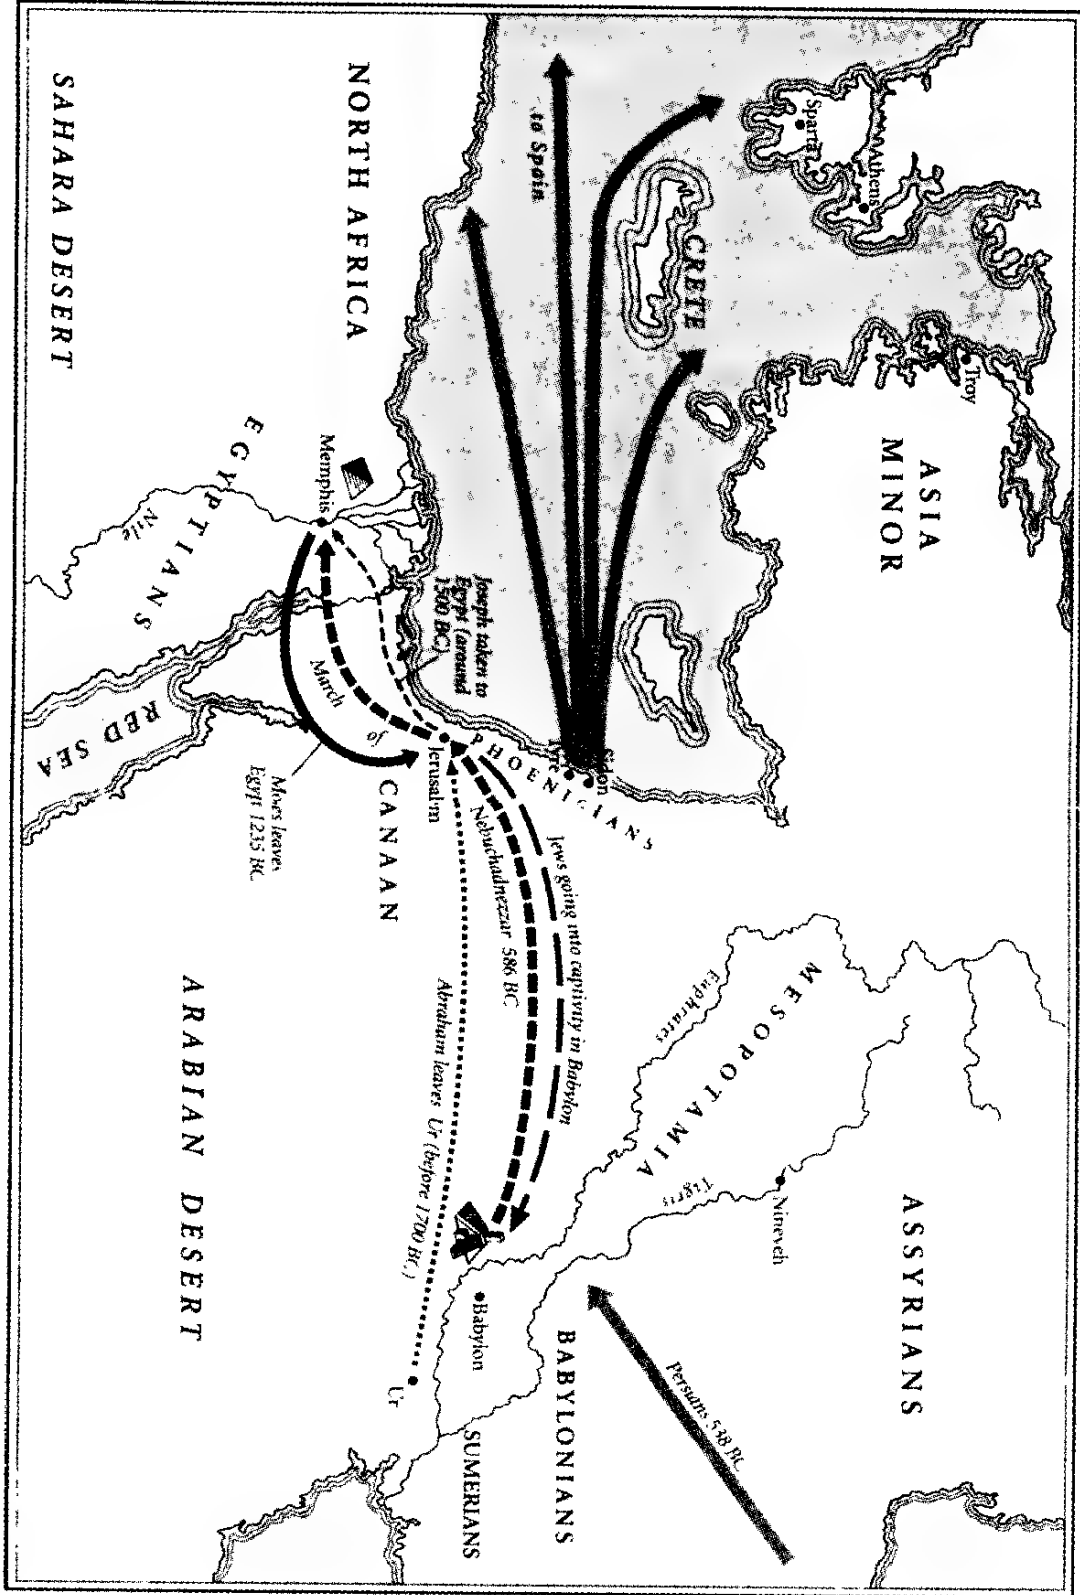 Sparta
Athens
Troy
ASIA
MINOR
ASSYRIANS
to Spain
CRETE
MESOPOTAMIA
Euphrates
Tigris
Nineveh
Persians 538 BC
BABYLONIANS
Sidon
Tyre
PHOENICIANS
Jews going into captivity in Babylon
Nebuchadnezzar 586 BC
Babylon
SUMERIANS
Ur
Abraham leaves Ur (before 1700 BC)
NORTH AFRICA
Joseph taken to
Egypt (around
1500 BC)
Jerusal'm
March of
CANAAN
Memphis
EGYPTIANS
Nile
Moses leaves
Egypt 1235 BC
ARABIAN DESERT
SAHARA DESERT
RED SEA